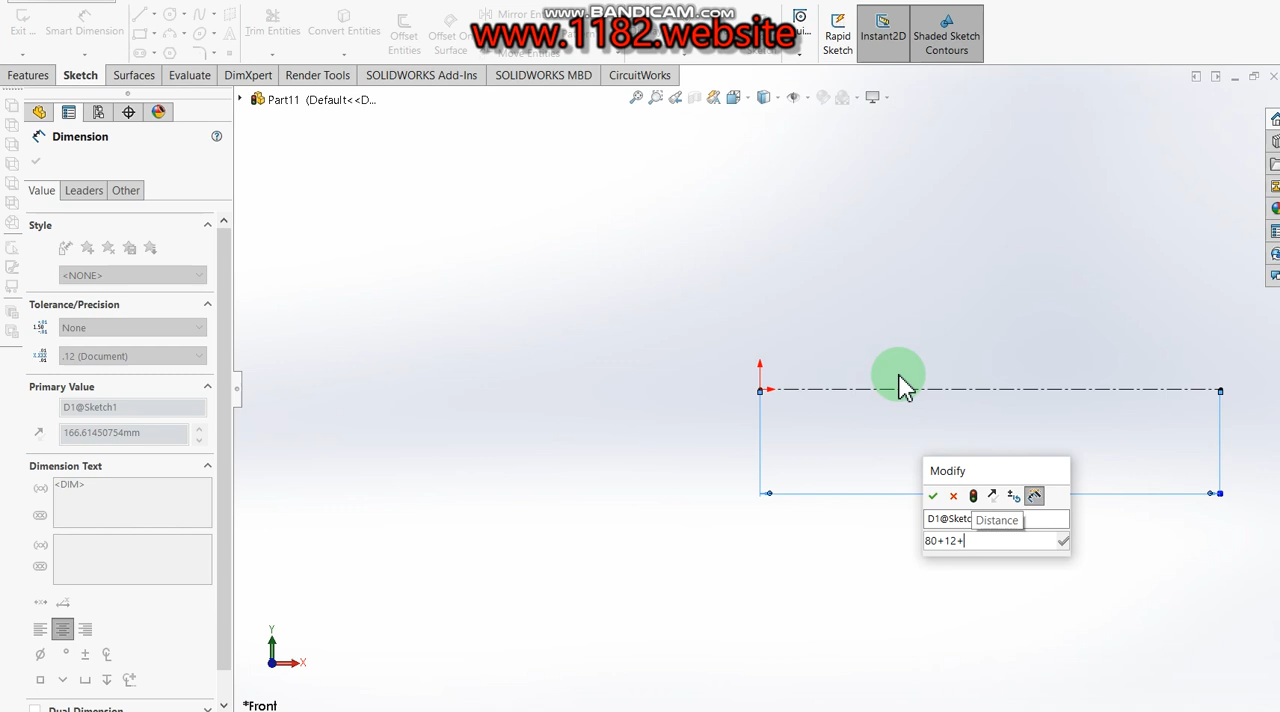 www.BANDICAM.com
www.1182.website
Exit ...
Smart Dimension
Trim Entities
Convert Entities
Offset
Entities
Offset On
Surface
Mirror Entities
Move Entities
Rapid
Sketch
Instant2D
Shaded Sketch
Contours
Features
Sketch
Surfaces
Evaluate
DimXpert
Render Tools
SOLIDWORKS Add-Ins
SOLIDWORKS MBD
CircuitWorks
Part11 (Default<<D...
Dimension
Value
Leaders
Other
Style
<NONE>
Tolerance/Precision
None
.12 (Document)
Primary Value
D1@Sketch1
166.61450754mm
Dimension Text
<DIM>
Dual Dimension
Modify
D1@Sketc
Distance
80+12+
Y
X
*Front